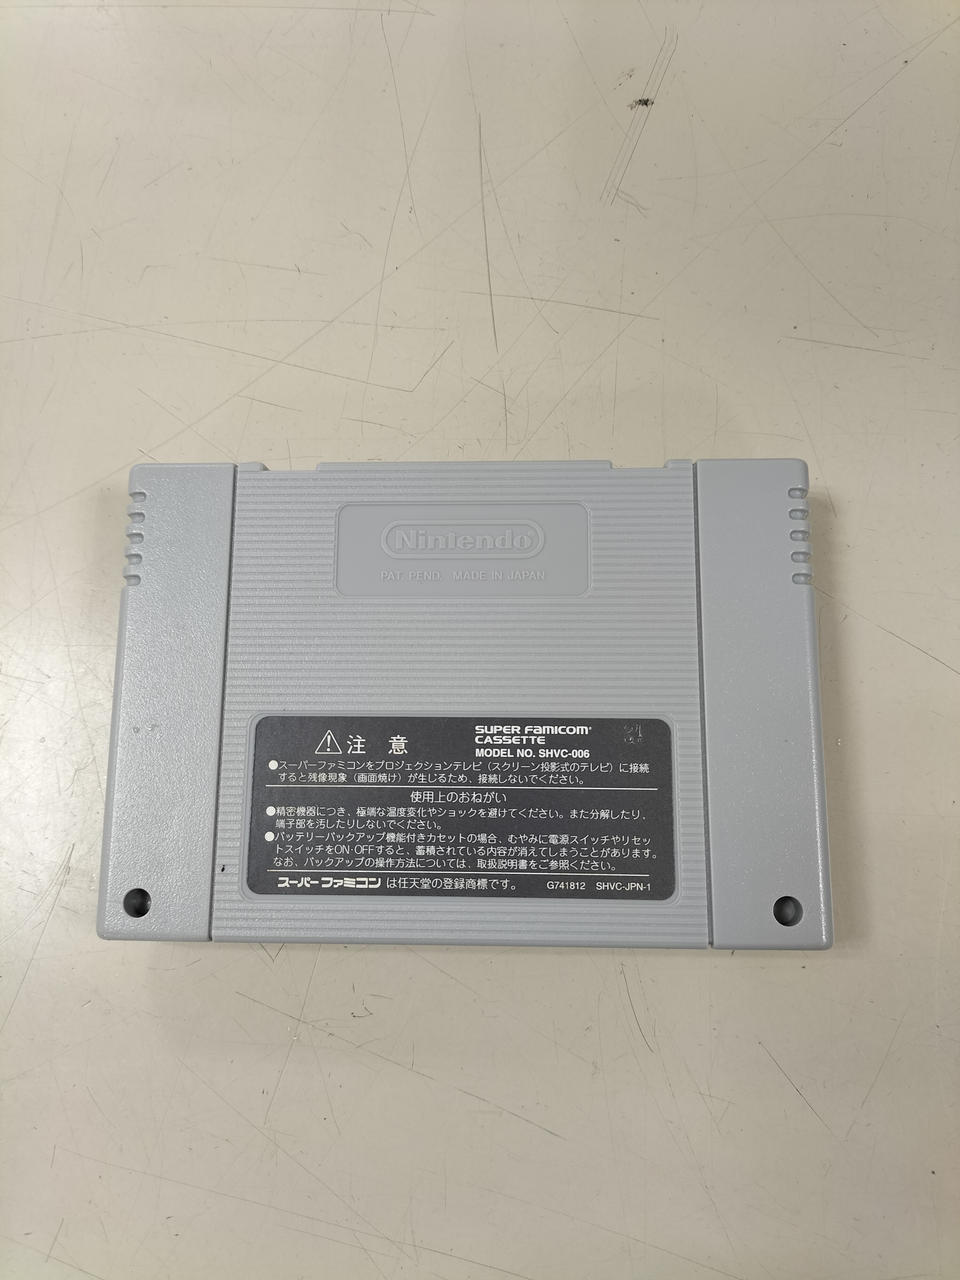 Nintendo
PAT. PEND. MADE IN JAPAN
注意
SUPER FAMICOM
CASSETTE
MODEL NO. SHVC-006
●スーパーファミコンをプロジェクションテレビ（スクリーン投影式のテレビ）に接続
すると残像現象（画面焼け）が生じるため、接続しないでください。
使用上のおねがい
●精密機器につき、極端な温度変化やショックを避けてください。また分解したり、
端子部を汚したりしないでください。
●バッテリーバックアップ機能付きカセットの場合、むやみに電源スイッチやリセッ
トスイッチをON·OFFすると、蓄積されている内容が消えてしまうことがあります。
なお、バックアップの操作方法については、取扱説明書をご参照ください。
スーパーファミコン は任天堂の登録商標です。
G741812 SHVC-JPN-1